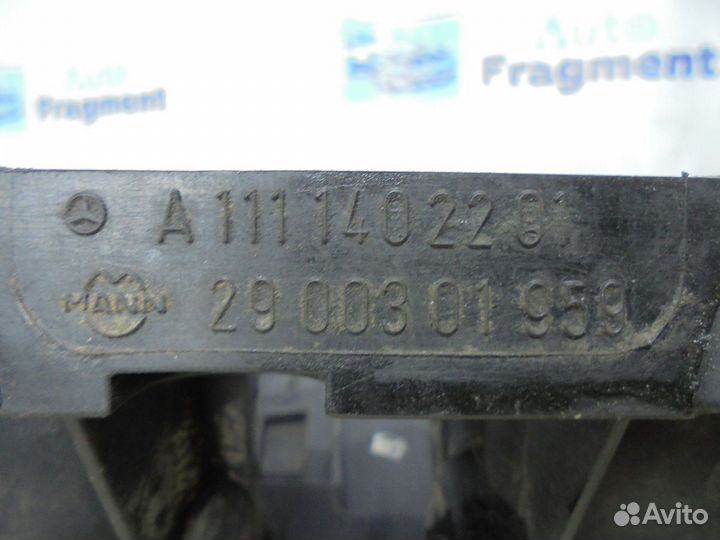 Auto
Fragment
Auto
Fragment
A 111 140 22 01
MANN
29 003 01 959
Avito